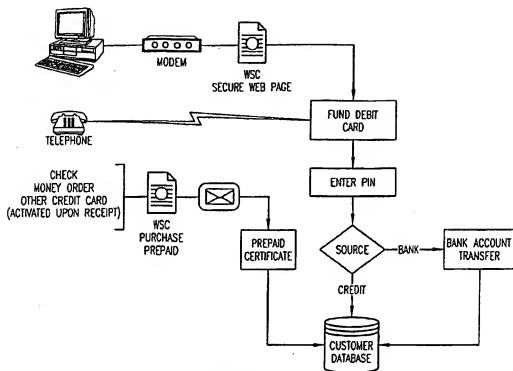 MODEM
WSC
SECURE WEB PAGE
FUND DEBIT
CARD
TELEPHONE
ENTER PIN
CHECK
MONEY ORDER
OTHER CREDIT CARD
(ACTIVATED UPON RECEIPT)
WSC
PURCHASE
PREPAID
PREPAID
CERTIFICATE
SOURCE
BANK
BANK ACCOUNT
TRANSFER
CREDIT
CUSTOMER
DATABASE